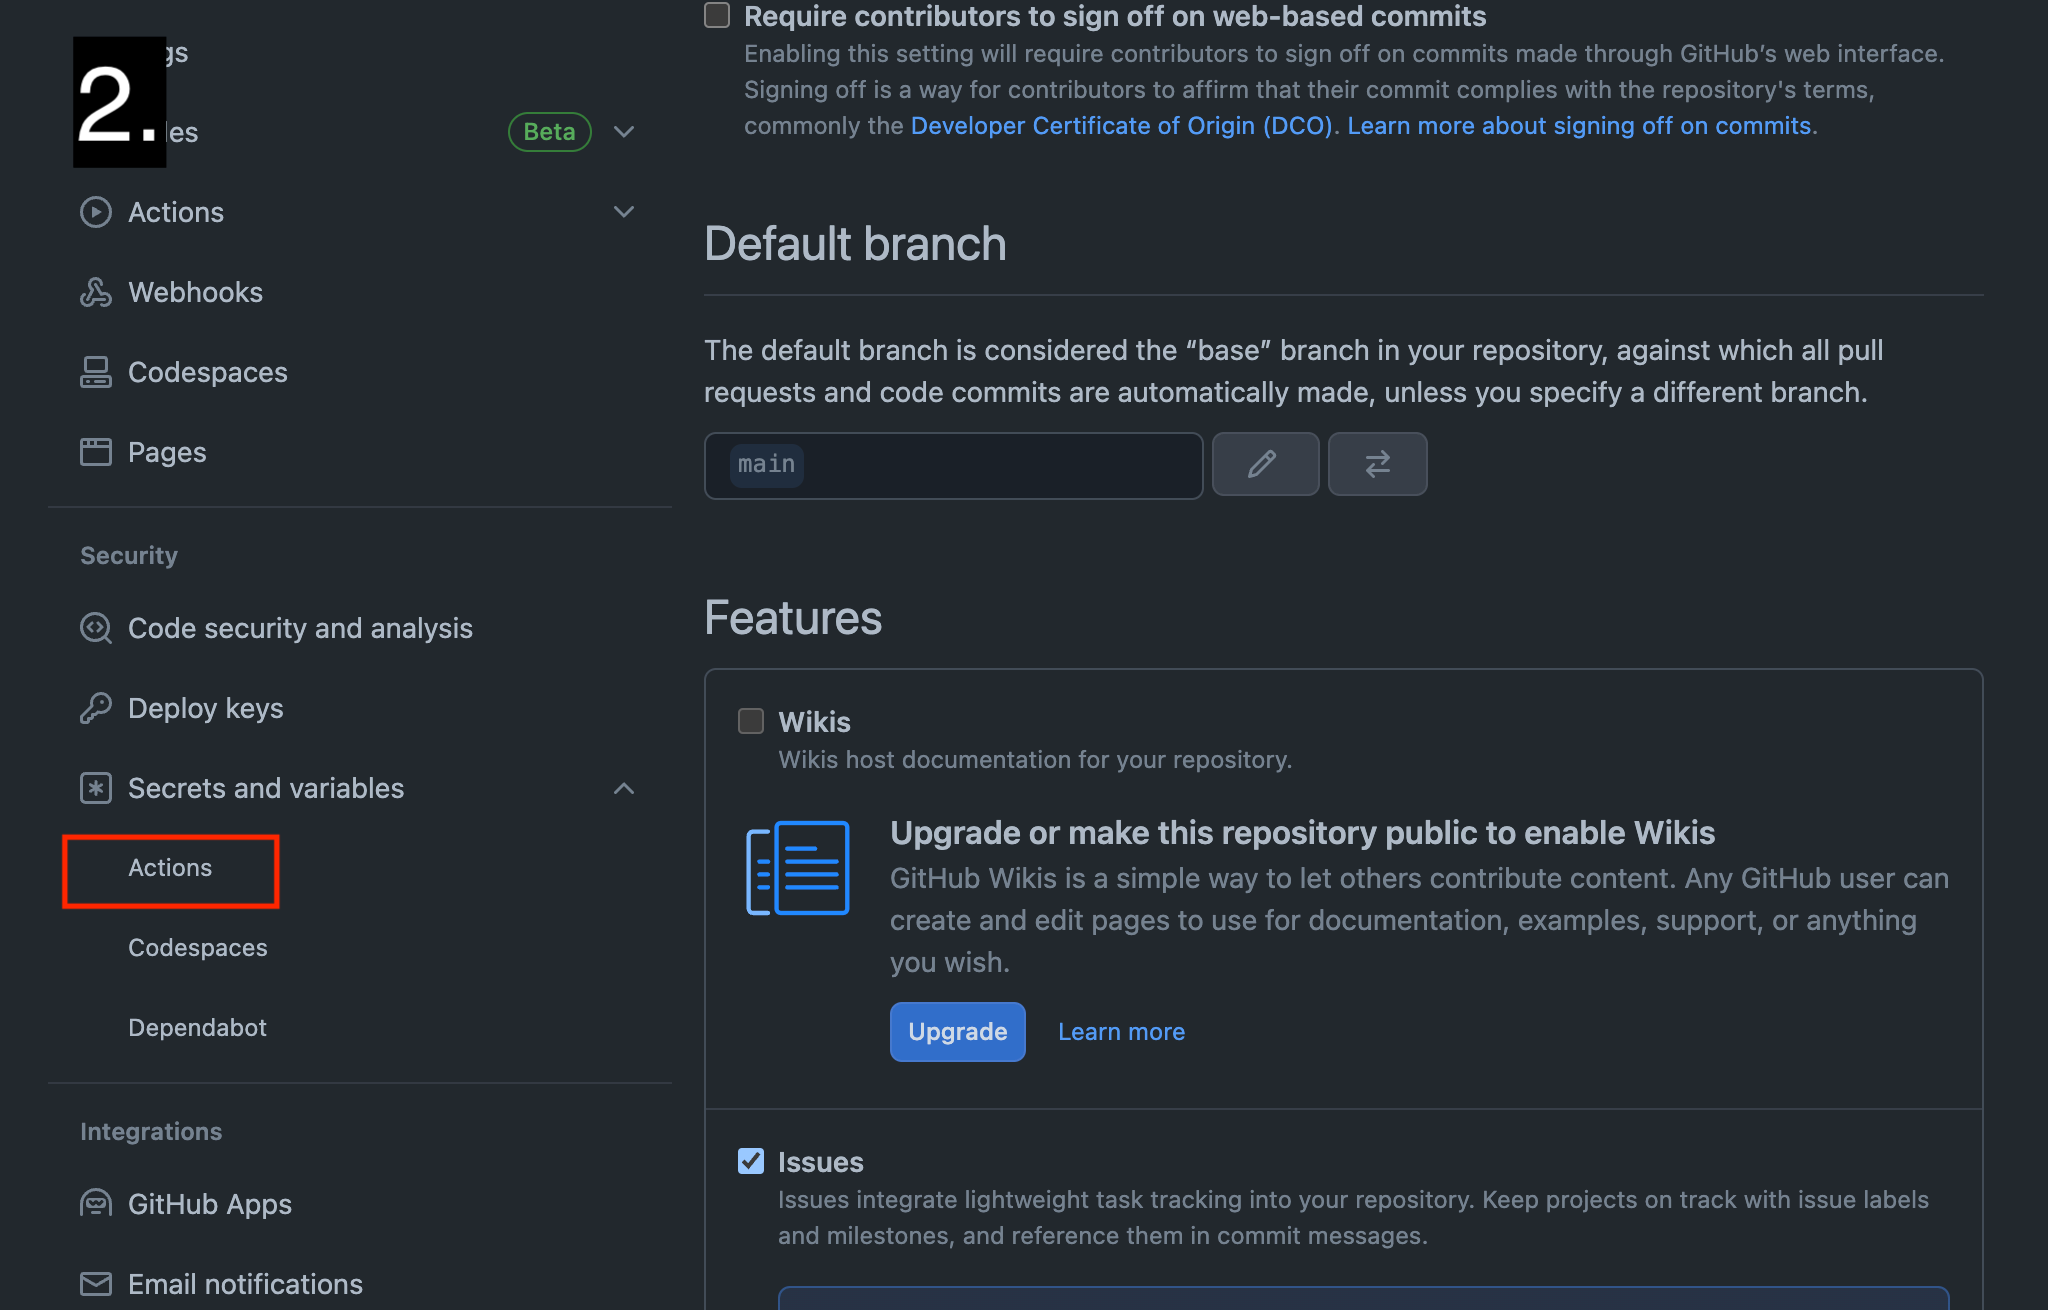 2.
gs
les
Beta
Actions
Webhooks
Codespaces
Pages
Security
Code security and analysis
Deploy keys
Secrets and variables
Actions
Codespaces
Dependabot
Integrations
GitHub Apps
Email notifications
Require contributors to sign off on web-based commits
Enabling this setting will require contributors to sign off on commits made through GitHub’s web interface.
Signing off is a way for contributors to affirm that their commit complies with the repository's terms,
commonly the Developer Certificate of Origin (DCO). Learn more about signing off on commits.
Default branch
The default branch is considered the “base” branch in your repository, against which all pull
requests and code commits are automatically made, unless you specify a different branch.
main
Features
Wikis
Wikis host documentation for your repository.
Upgrade or make this repository public to enable Wikis
GitHub Wikis is a simple way to let others contribute content. Any GitHub user can
create and edit pages to use for documentation, examples, support, or anything
you wish.
Upgrade
Learn more
Issues
Issues integrate lightweight task tracking into your repository. Keep projects on track with issue labels
and milestones, and reference them in commit messages.